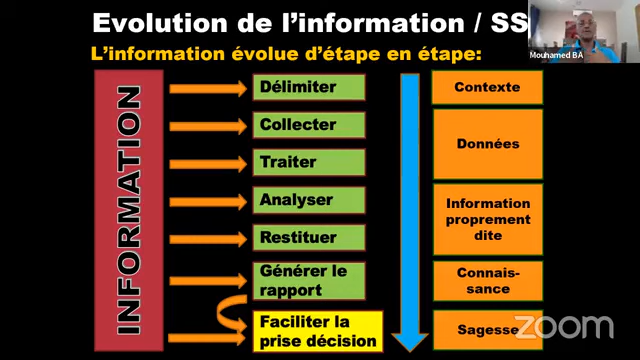 Evolution de l'information / SS
L'information évolue d'étape en étape:
Mouhamed BA
INFORMATION
Délimiter
Collecter
Traiter
Analyser
Restituer
Générer le
rapport
Faciliter la
prise décision
Contexte
Données
Information
proprement
dite
Connais-
sance
Sagesse
zoom